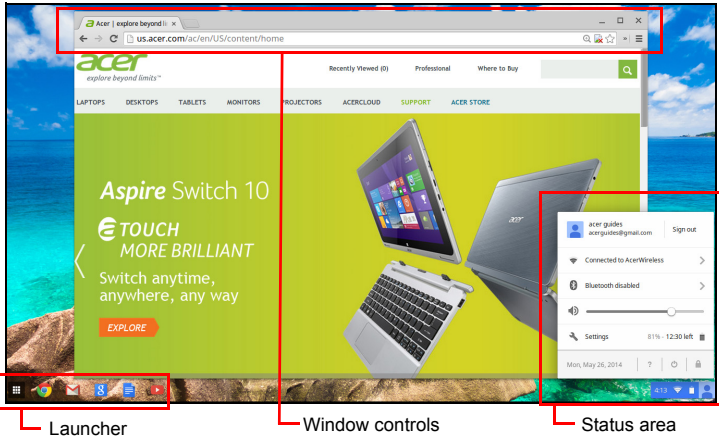 Acer | explore beyond li
us.acer.com/ac/en/US/content/home
acer
explore beyond limits™
Recently Viewed (0) Professional Where to Buy
LAPTOPS DESKTOPS TABLETS MONITORS PROJECTORS ACERCLOUD SUPPORT ACER STORE
Aspire Switch 10
TOUCH
MORE BRILLIANT
Switch anytime,
anywhere, any way
EXPLORE
acer
acer guides
acerguides@gmail.com
Sign out
Connected to AcerWireless
Bluetooth disabled
Settings 81% - 12:30 left
Mon, May 26, 2014 ?
4:13
Launcher
Window controls
Status area